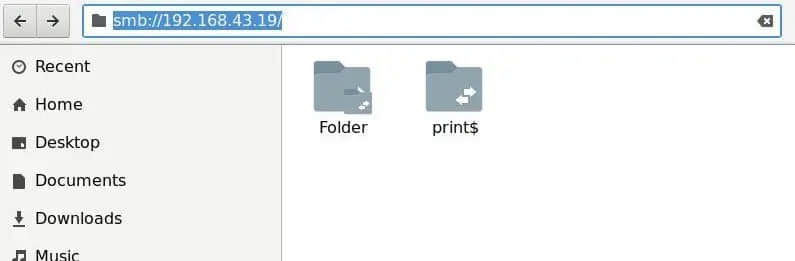 smb://192.168.43.19/
Recent
Home
Desktop
Documents
Downloads
Music
Folder
print$